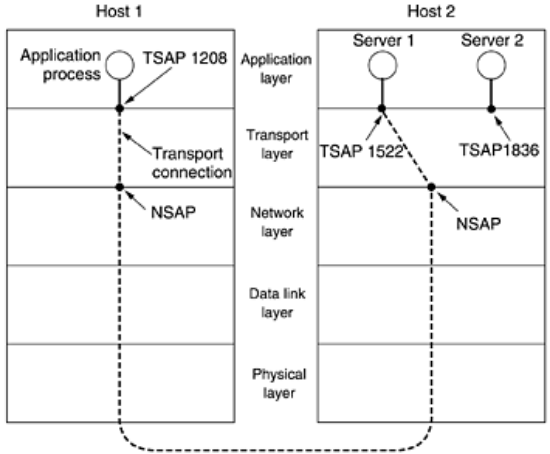 Host 1
Host 2
Application
process
TSAP 1208
Application
layer
Server 1
Server 2
Transport
connection
Transport
layer
TSAP 1522
TSAP1836
NSAP
Network
layer
NSAP
Data link
layer
Physical
layer